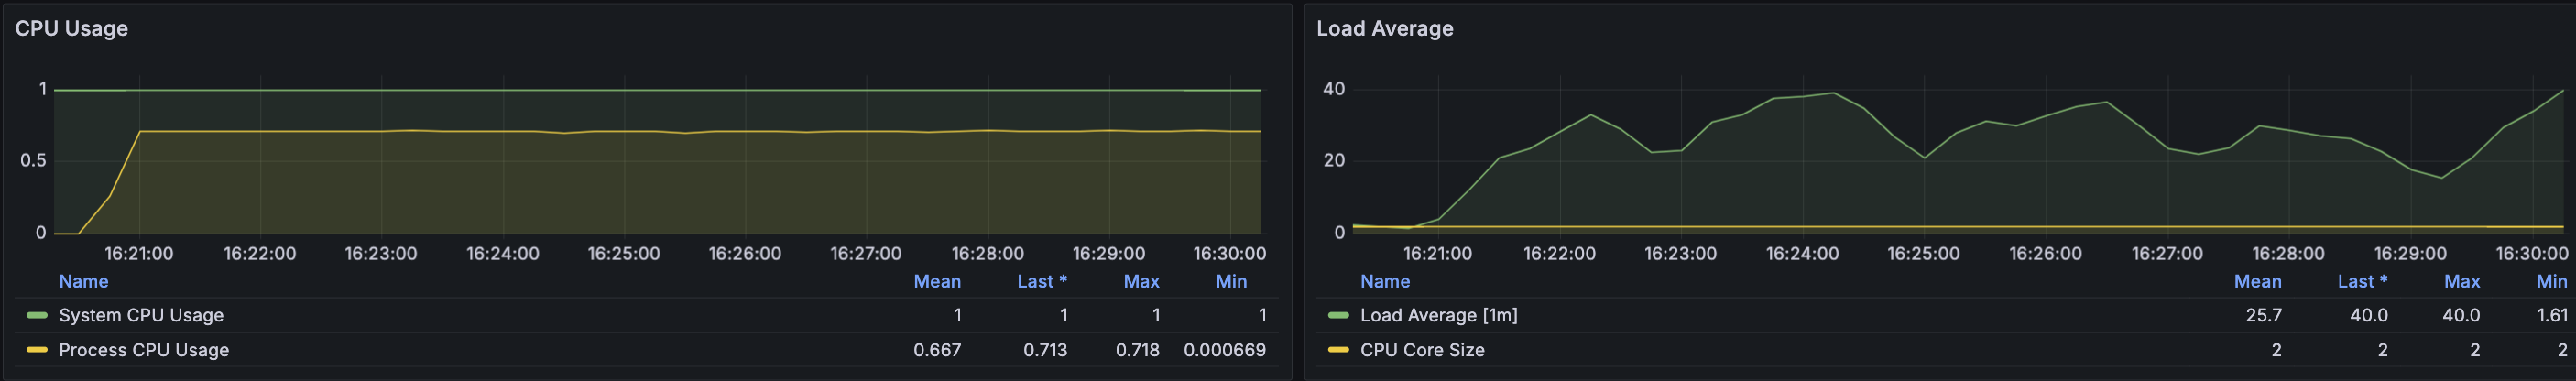 CPU Usage
1
0.5
0
16:21:00 16:22:00 16:23:00 16:24:00 16:25:00 16:26:00 16:27:00 16:28:00 16:29:00 16:30:00
Name Mean Last * Max Min
System CPU Usage 1 1 1 1
Process CPU Usage 0.667 0.713 0.718 0.000669
Load Average
40
20
0
16:21:00 16:22:00 16:23:00 16:24:00 16:25:00 16:26:00 16:27:00 16:28:00 16:29:00 16:30:00
Name Mean Last * Max Min
Load Average [1m] 25.7 40.0 40.0 1.61
CPU Core Size 2 2 2 2